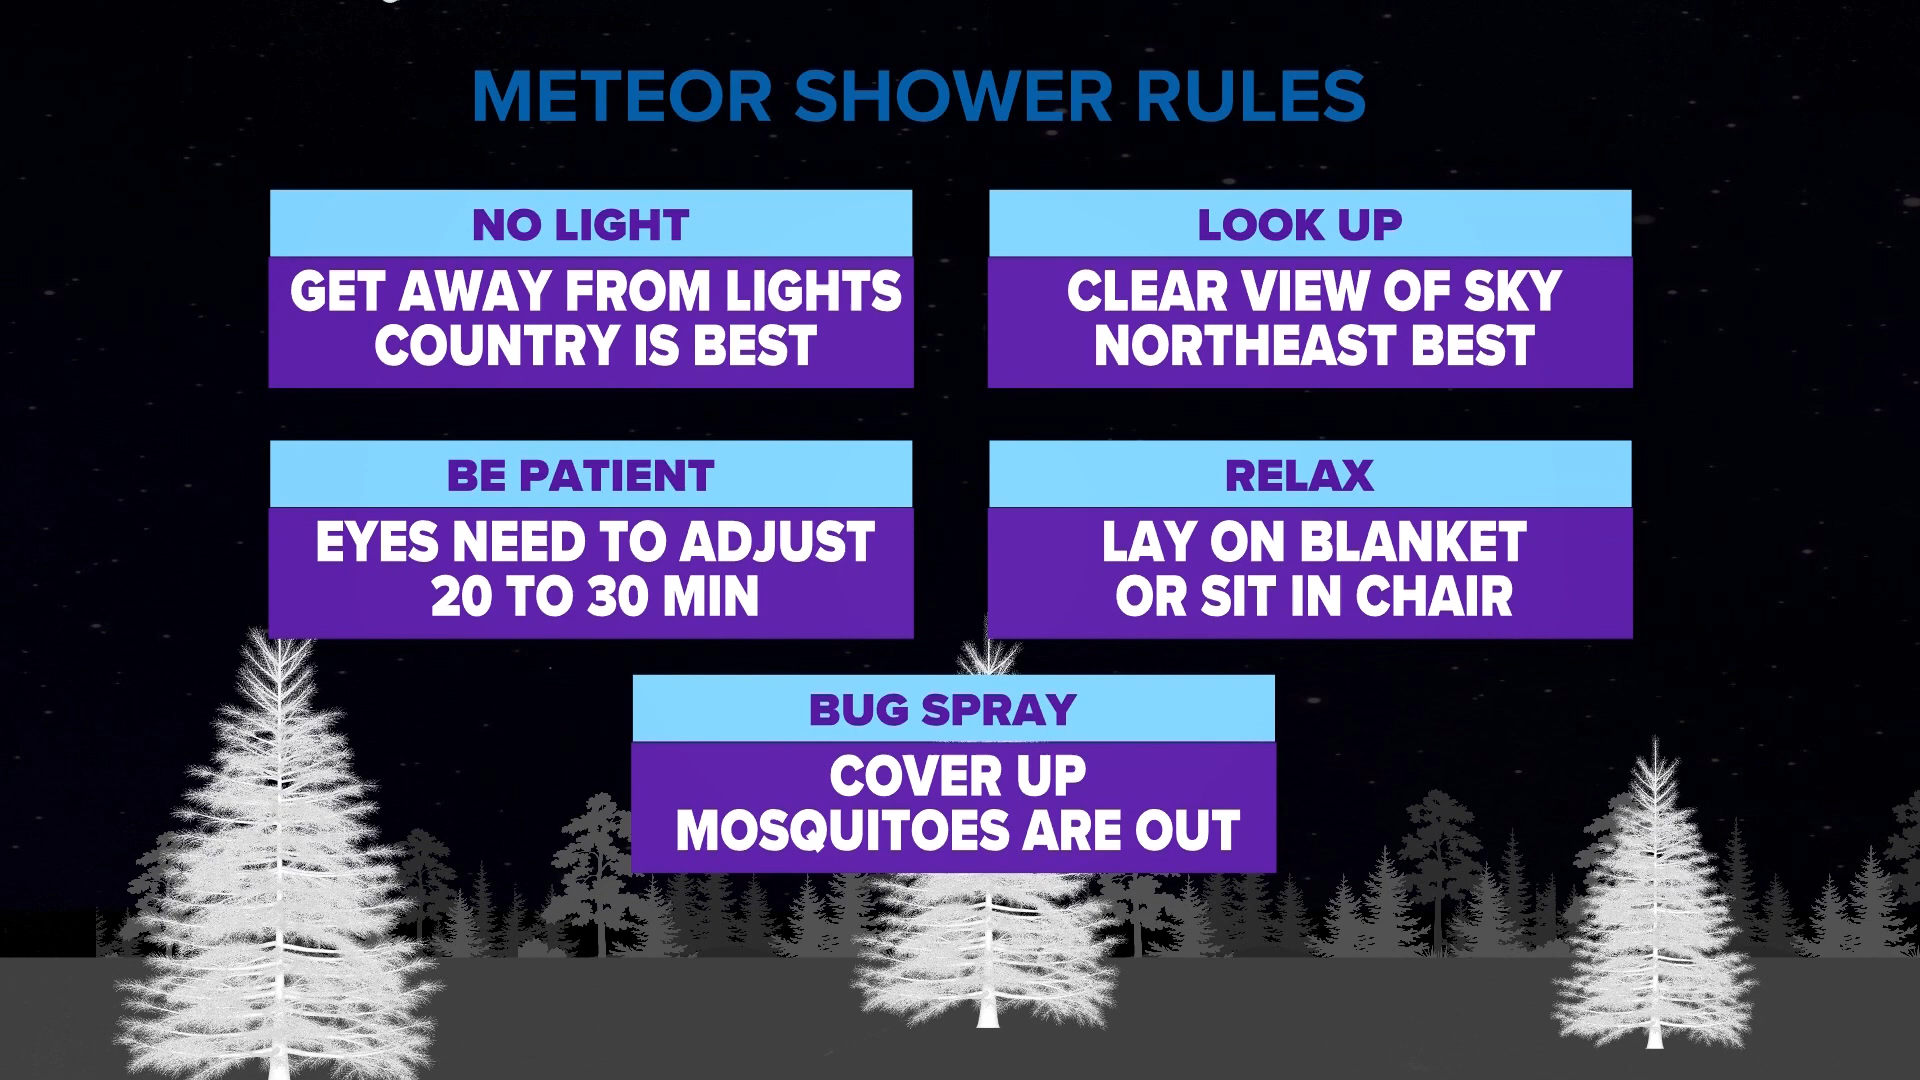 METEOR SHOWER RULES
NO LIGHT
GET AWAY FROM LIGHTS
COUNTRY IS BEST
LOOK UP
CLEAR VIEW OF SKY
NORTHEAST BEST
BE PATIENT
EYES NEED TO ADJUST
20 TO 30 MIN
RELAX
LAY ON BLANKET
OR SIT IN CHAIR
BUG SPRAY
COVER UP
MOSQUITOES ARE OUT